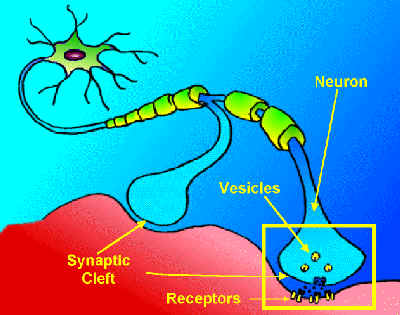 Neuron
Vesicles
Synaptic
Cleft
Receptors